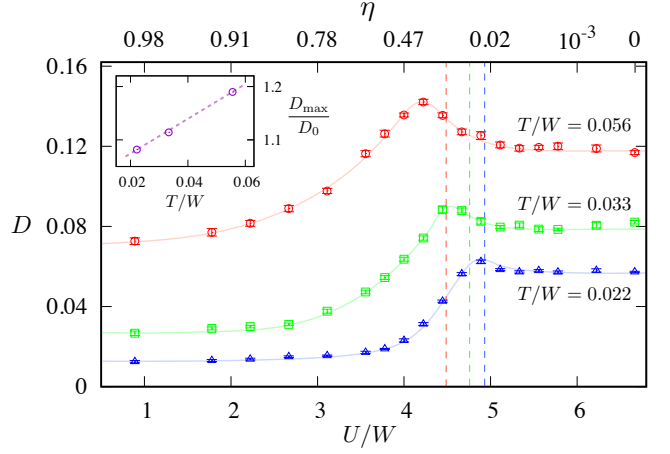 η
0.98 0.91 0.78 0.47 0.02 10⁻³ 0
0.16
0.12
0.08
0.04
0
D
1.2
1.1
D_max/D_0
0.02 0.04 0.06
T/W
T/W = 0.056
T/W = 0.033
T/W = 0.022
1 2 3 4 5 6
U/W